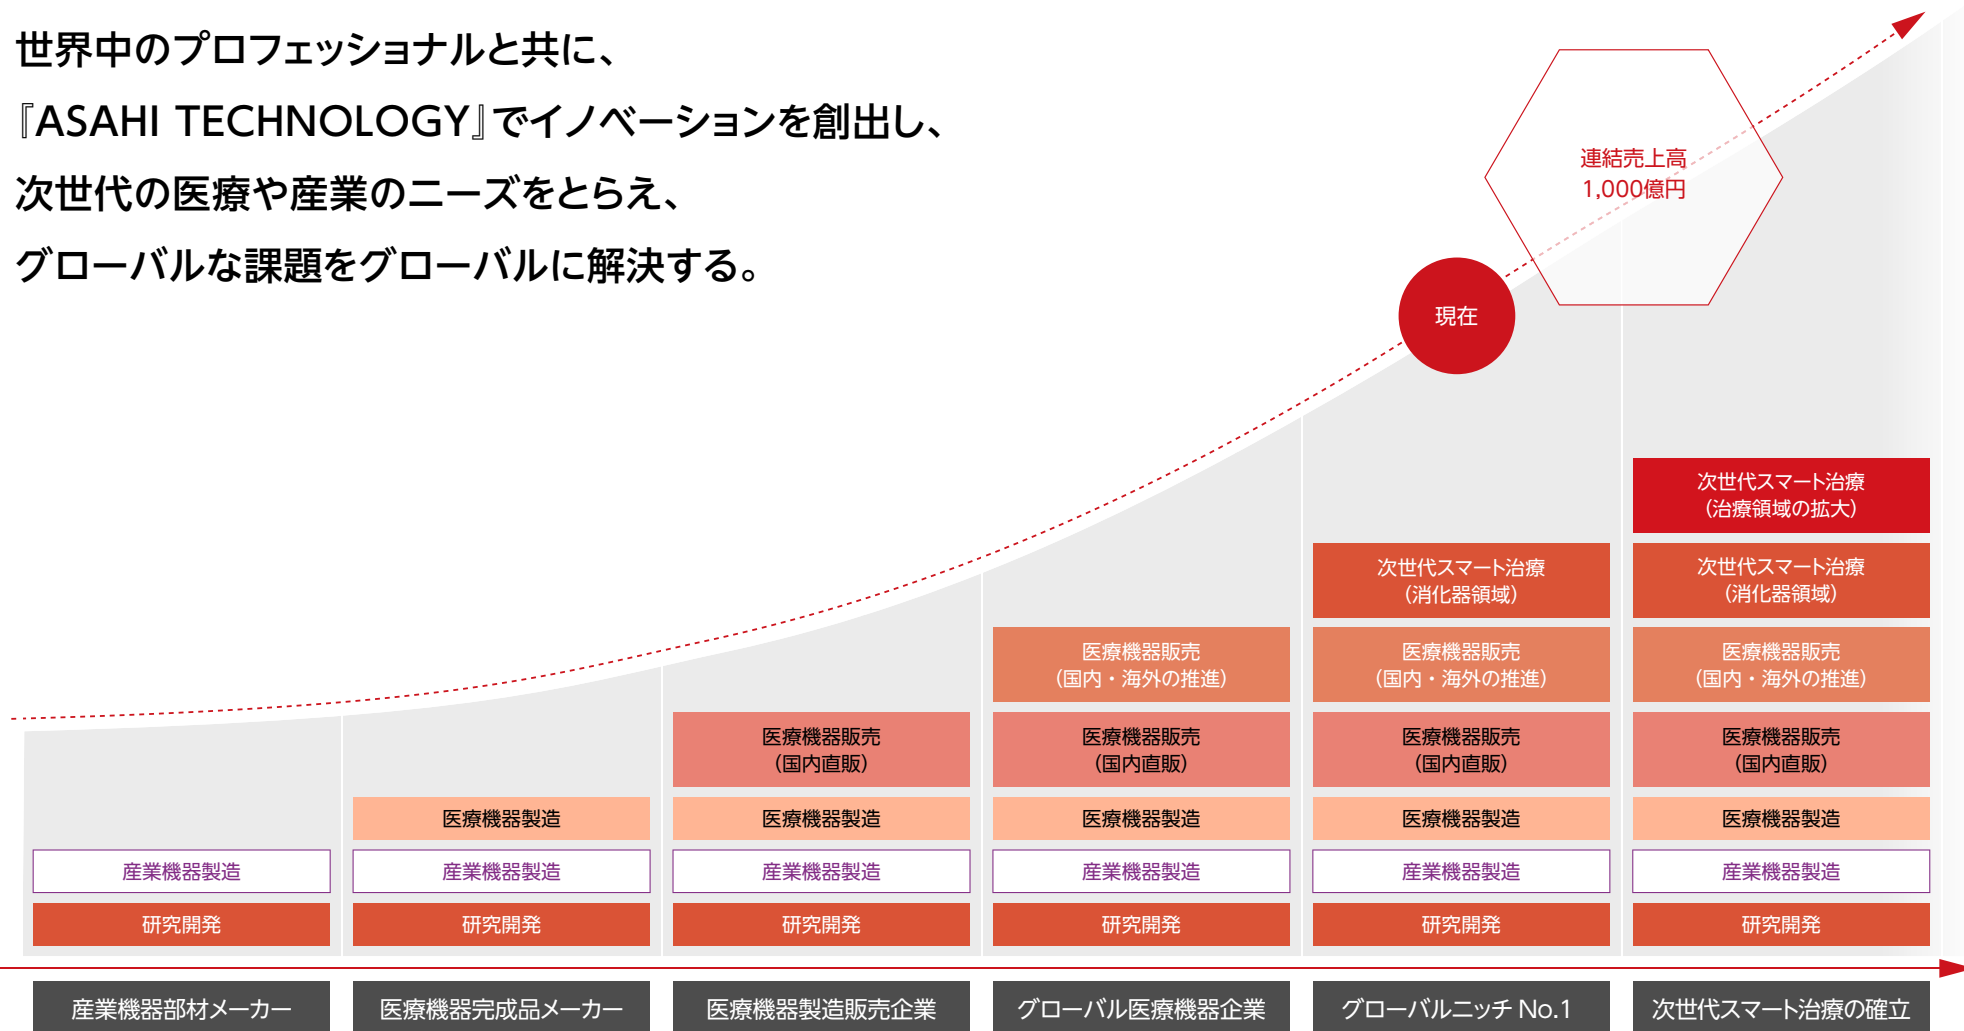 世界中のプロフェッショナルと共に、
『ASAHI TECHNOLOGY』でイノベーションを創出し、
次世代の医療や産業のニーズをとらえ、
グローバルな課題をグローバルに解決する。
連結売上高
1,000億円
現在
産業機器製造
研究開発
産業機器部材メーカー
医療機器製造
産業機器製造
研究開発
医療機器完成品メーカー
医療機器販売
（国内直販）
医療機器製造
産業機器製造
研究開発
医療機器製造販売企業
医療機器販売
（国内・海外の推進）
医療機器販売
（国内直販）
医療機器製造
産業機器製造
研究開発
グローバル医療機器企業
次世代スマート治療
（消化器領域）
医療機器販売
（国内・海外の推進）
医療機器販売
（国内直販）
医療機器製造
産業機器製造
研究開発
グローバルニッチ No.1
次世代スマート治療
（治療領域の拡大）
次世代スマート治療
（消化器領域）
医療機器販売
（国内・海外の推進）
医療機器販売
（国内直販）
医療機器製造
産業機器製造
研究開発
次世代スマート治療の確立